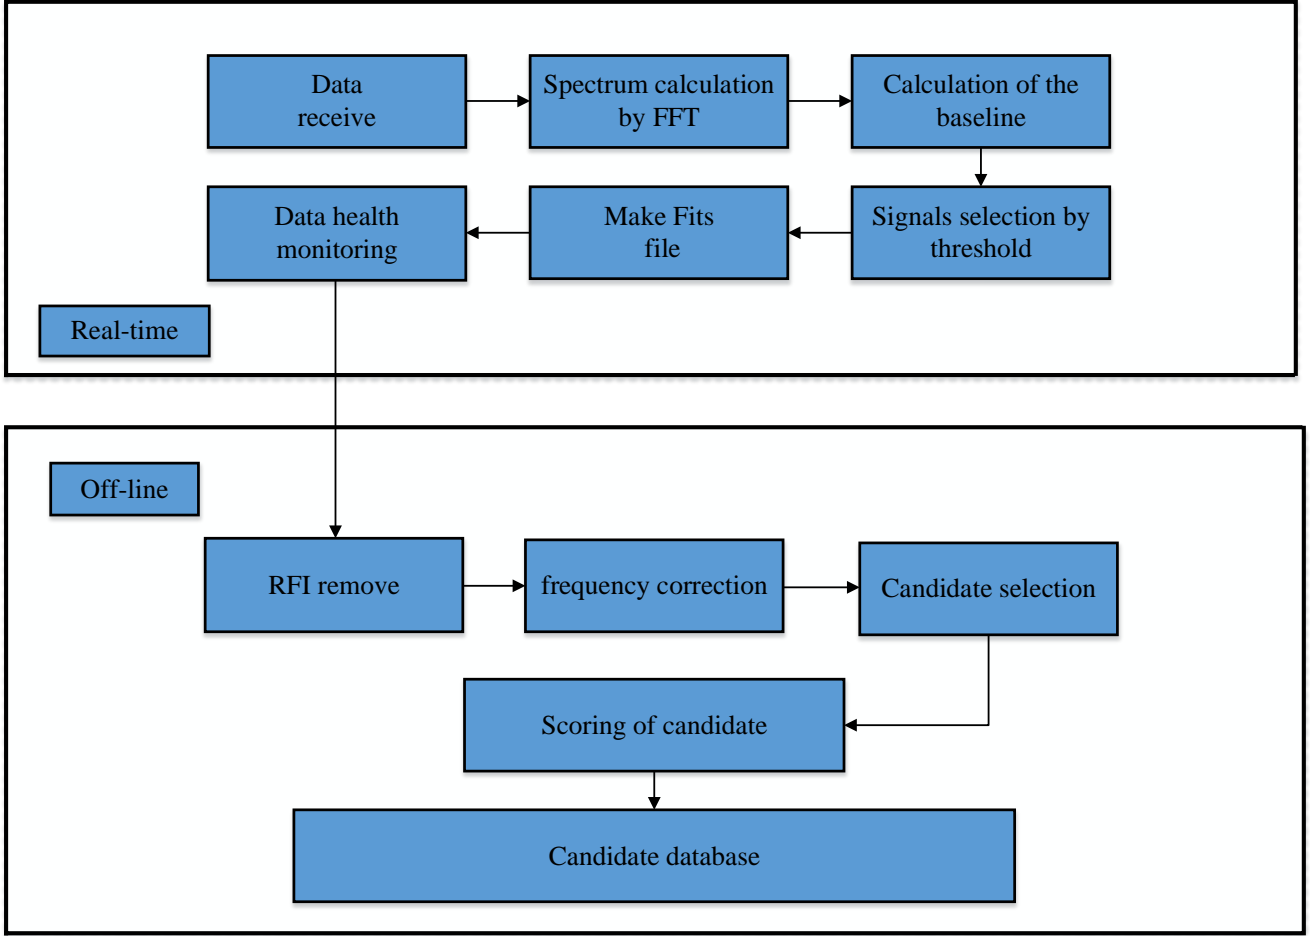 Data
receive
Spectrum calculation
by FFT
Calculation of the
baseline
Data health
monitoring
Make Fits
file
Signals selection by
threshold
Real-time
Off-line
RFI remove
frequency correction
Candidate selection
Scoring of candidate
Candidate database